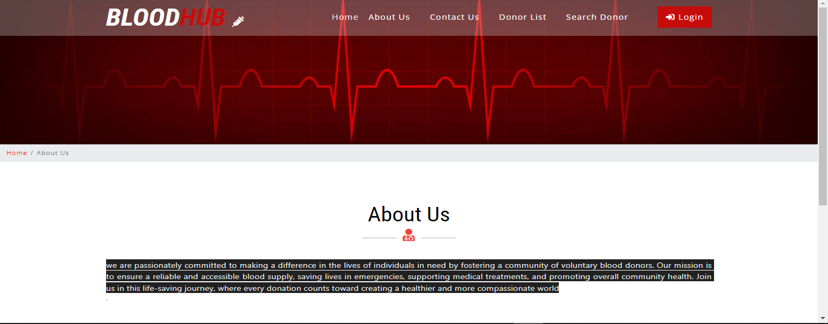 BLOODHUB
Home About Us Contact Us Donor List Search Donor Login
Home / About Us
About Us
we are passionately committed to making a difference in the lives of individuals in need by fostering a community of voluntary blood donors. Our mission is
to ensure a reliable and accessible blood supply, saving lives in emergencies, supporting medical treatments, and promoting overall community health. Join
us in this life-saving journey, where every donation counts toward creating a healthier and more compassionate world
.